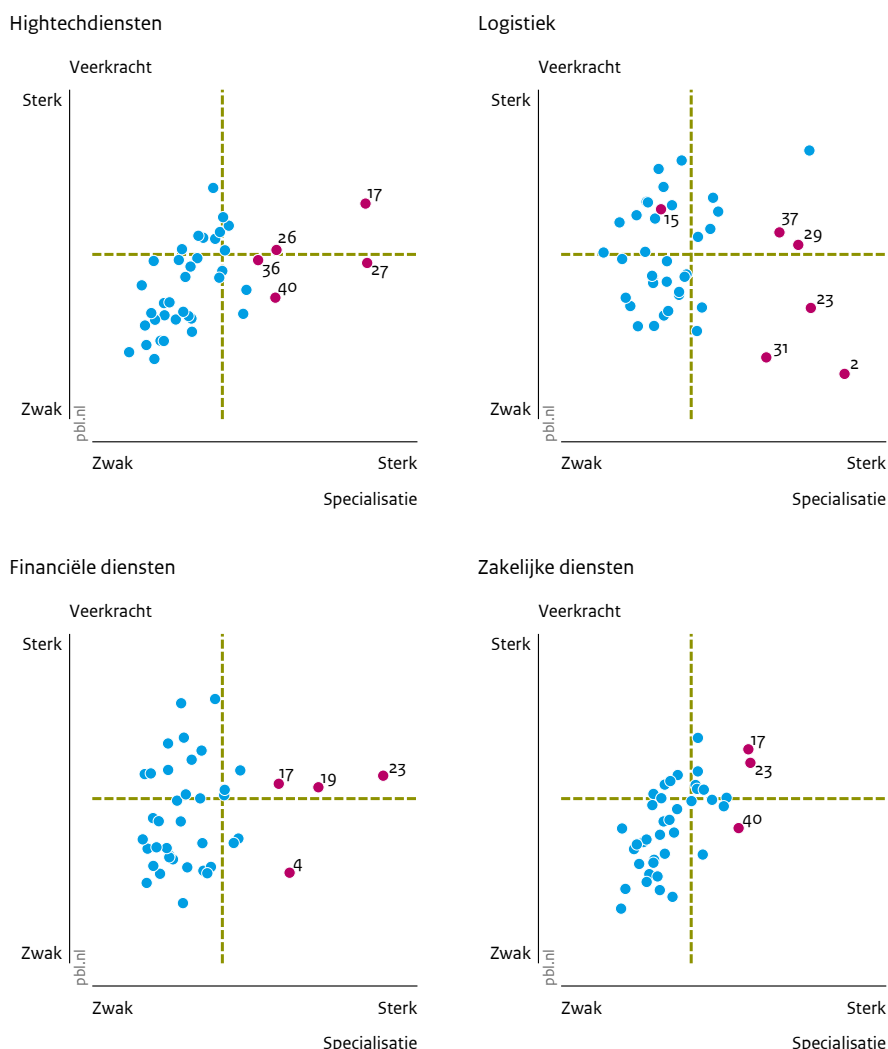 Hightechdiensten
Veerkracht
Sterk
17
26
36
27
40
Zwak
pbl.nl
Zwak
Sterk
Specialisatie
Logistiek
Veerkracht
Sterk
15
37
29
23
31
2
Zwak
pbl.nl
Zwak
Sterk
Specialisatie
Financiële diensten
Veerkracht
Sterk
17
19
23
4
Zwak
pbl.nl
Zwak
Sterk
Specialisatie
Zakelijke diensten
Veerkracht
Sterk
17
23
40
Zwak
pbl.nl
Zwak
Sterk
Specialisatie